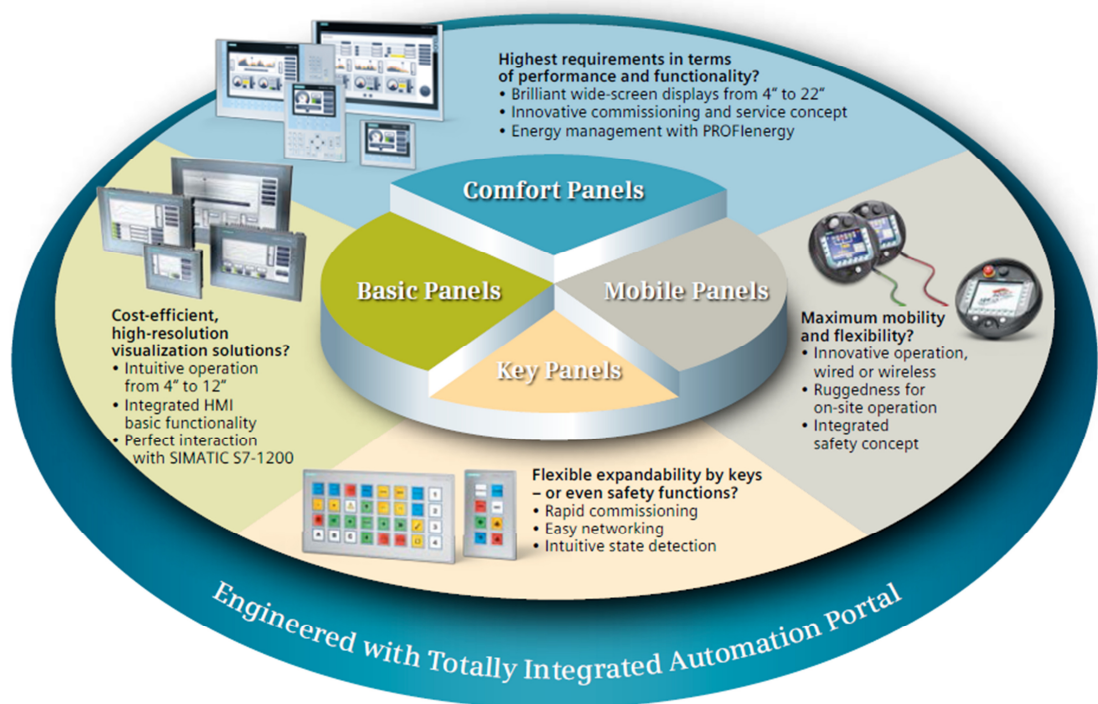 Highest requirements in terms
of performance and functionality?
• Brilliant wide-screen displays from 4“ to 22“
• Innovative commissioning and service concept
• Energy management with PROFIenergy
Comfort Panels
Basic Panels
Mobile Panels
Key Panels
Cost-efficient,
high-resolution
visualization solutions?
• Intuitive operation
from 4“ to 12“
• Integrated HMI
basic functionality
• Perfect interaction
with SIMATIC S7-1200
Maximum mobility
and flexibility?
• Innovative operation,
wired or wireless
• Ruggedness for
on-site operation
• Integrated
safety concept
Flexible expandability by keys
– or even safety functions?
• Rapid commissioning
• Easy networking
• Intuitive state detection
1
2
3
4
Engineered with Totally Integrated Automation Portal